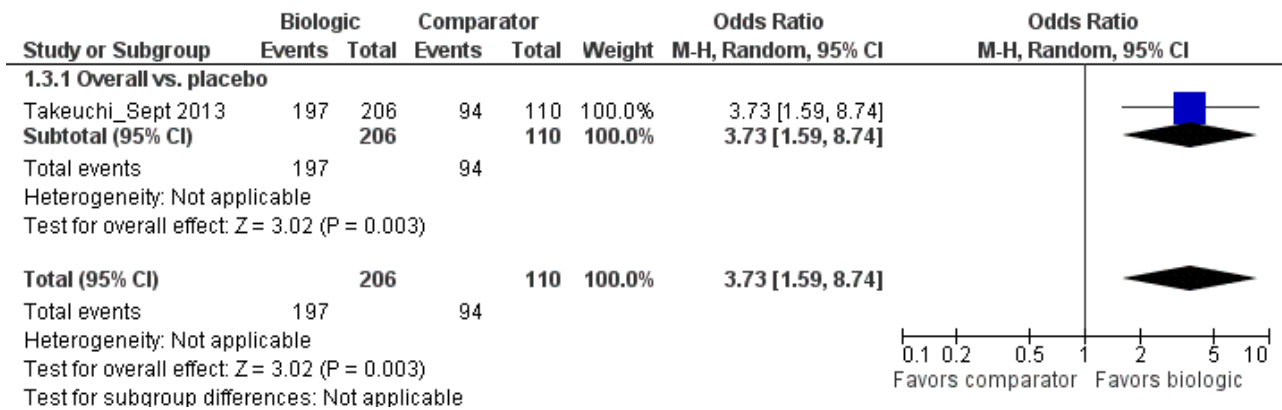 Biologic Comparator Odds Ratio Odds Ratio
Study or Subgroup Events Total Events Total Weight M-H, Random, 95% CI M-H, Random, 95% CI
1.3.1 Overall vs. placebo
Takeuchi_Sept 2013 197 206 94 110 100.0% 3.73 [1.59, 8.74]
Subtotal (95% CI) 206 110 100.0% 3.73 [1.59, 8.74]
Total events 197 94
Heterogeneity: Not applicable
Test for overall effect: Z = 3.02 (P = 0.003)
Total (95% CI) 206 110 100.0% 3.73 [1.59, 8.74]
Total events 197 94
Heterogeneity: Not applicable
Test for overall effect: Z = 3.02 (P = 0.003)
Test for subgroup differences: Not applicable
0.1 0.2 0.5 1 2 5 10
Favors comparator Favors biologic